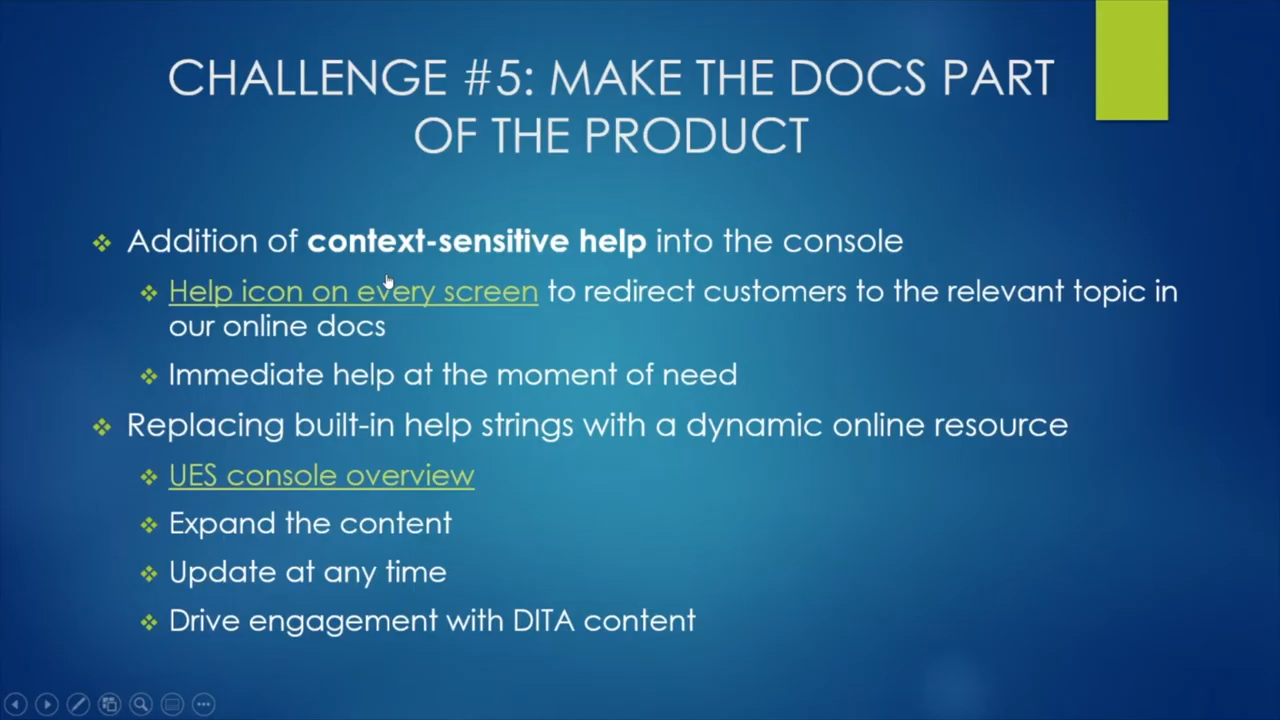 CHALLENGE #5: MAKE THE DOCS PART
OF THE PRODUCT
Addition of context-sensitive help into the console
Help icon on every screen to redirect customers to the relevant topic in
our online docs
Immediate help at the moment of need
Replacing built-in help strings with a dynamic online resource
UES console overview
Expand the content
Update at any time
Drive engagement with DITA content